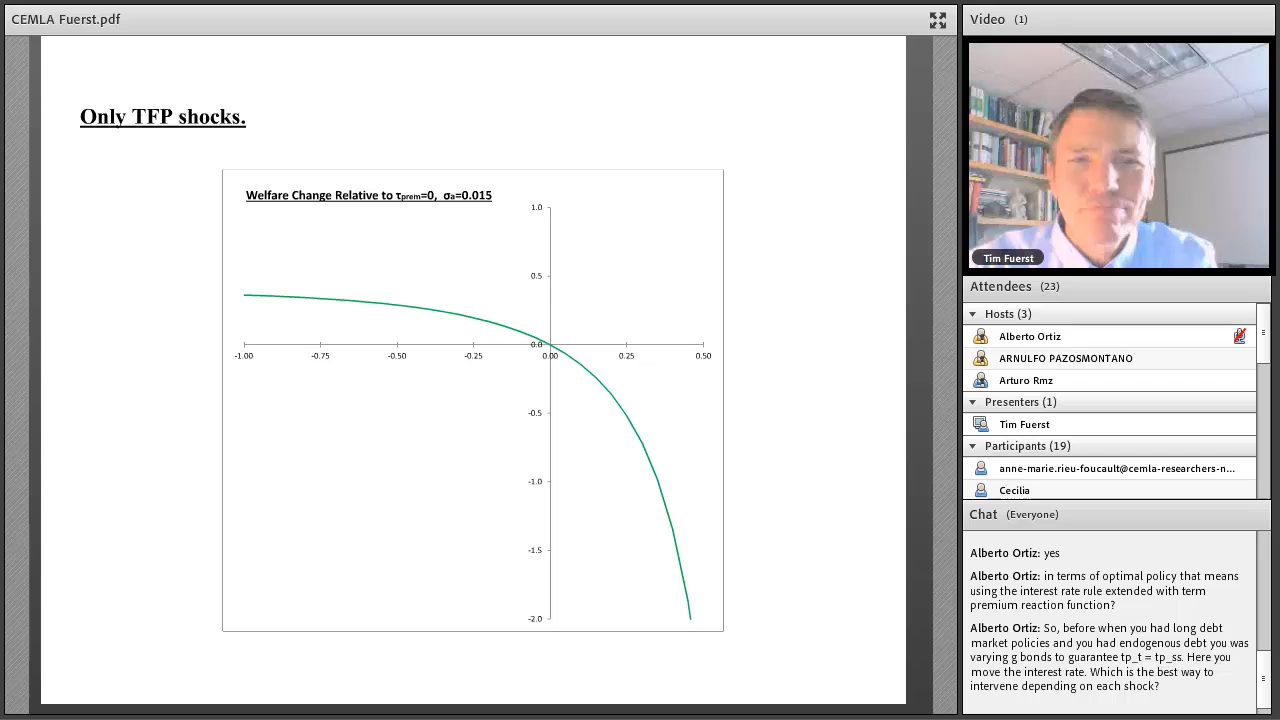 CEMLA Fuerst.pdf
Only TFP shocks.
Welfare Change Relative to τprem=0, σa=0.015
1.0
0.5
0.0
-1.00 -0.75 -0.50 -0.25 0.00 0.25 0.50
-0.5
-1.0
-1.5
-2.0
Video (1)
Tim Fuerst
Attendees (23)
Hosts (3)
Alberto Ortiz
ARNULFO PAZOSMONTANO
Arturo Rmz
Presenters (1)
Tim Fuerst
Participants (19)
anne-marie.rieu-foucault@cemla-researchers-n...
Cecilia
Chat (Everyone)
Alberto Ortiz: yes
Alberto Ortiz: in terms of optimal policy that means
using the interest rate rule extended with term
premium reaction function?
Alberto Ortiz: So, before when you had long debt
market policies and you had endogenous debt you was
varying g bonds to guarantee tp_t = tp_ss. Here you
move the interest rate. Which is the best way to
intervene depending on each shock?